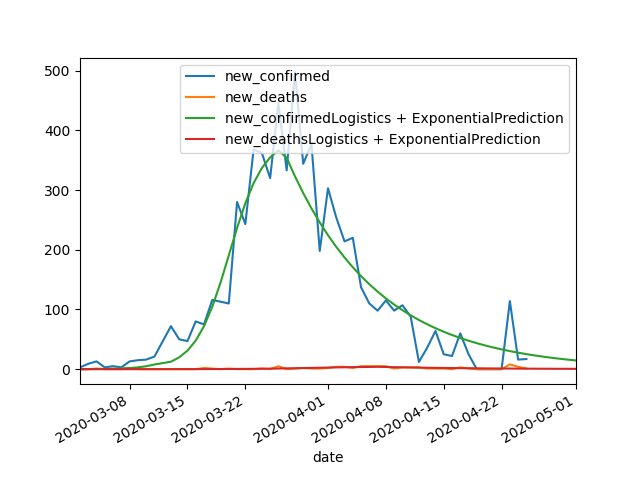 500
400
300
200
100
0
new_confirmed
new_deaths
new_confirmedLogistics + ExponentialPrediction
new_deathsLogistics + ExponentialPrediction
2020-03-08
2020-03-15
2020-03-22
2020-04-01
2020-04-08
2020-04-15
2020-04-22
2020-05-01
date